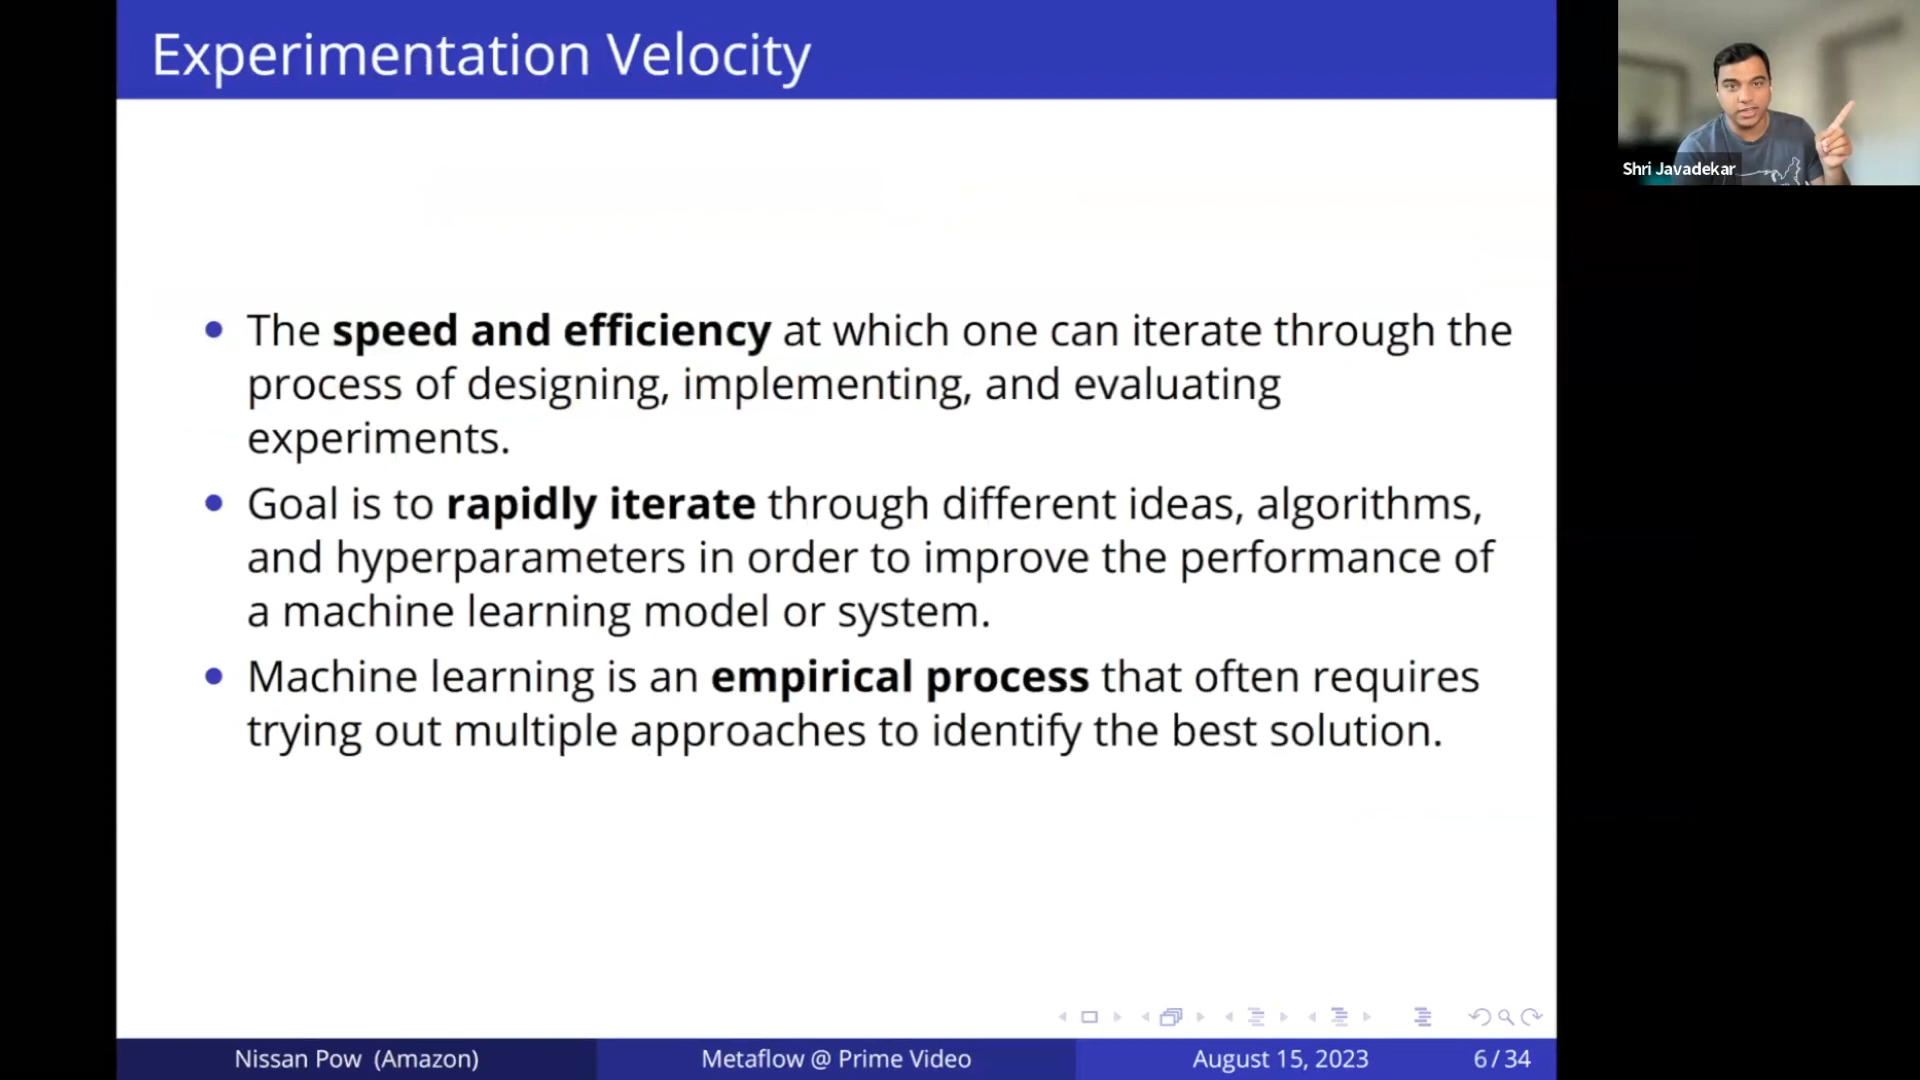 Experimentation Velocity
Shri Javadekar
• The speed and efficiency at which one can iterate through the
process of designing, implementing, and evaluating
experiments.
• Goal is to rapidly iterate through different ideas, algorithms,
and hyperparameters in order to improve the performance of
a machine learning model or system.
• Machine learning is an empirical process that often requires
trying out multiple approaches to identify the best solution.
Nissan Pow (Amazon) Metaflow @ Prime Video August 15, 2023 6 / 34